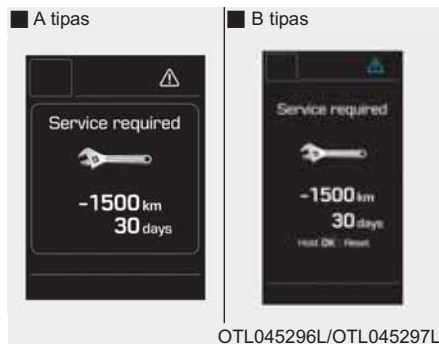 ■ A tipas
■ B tipas
Service required
-1500 km
30 days
Service required
-1500 km
30 days
Hold OK : Reset
OTL045296L/OTL045297L